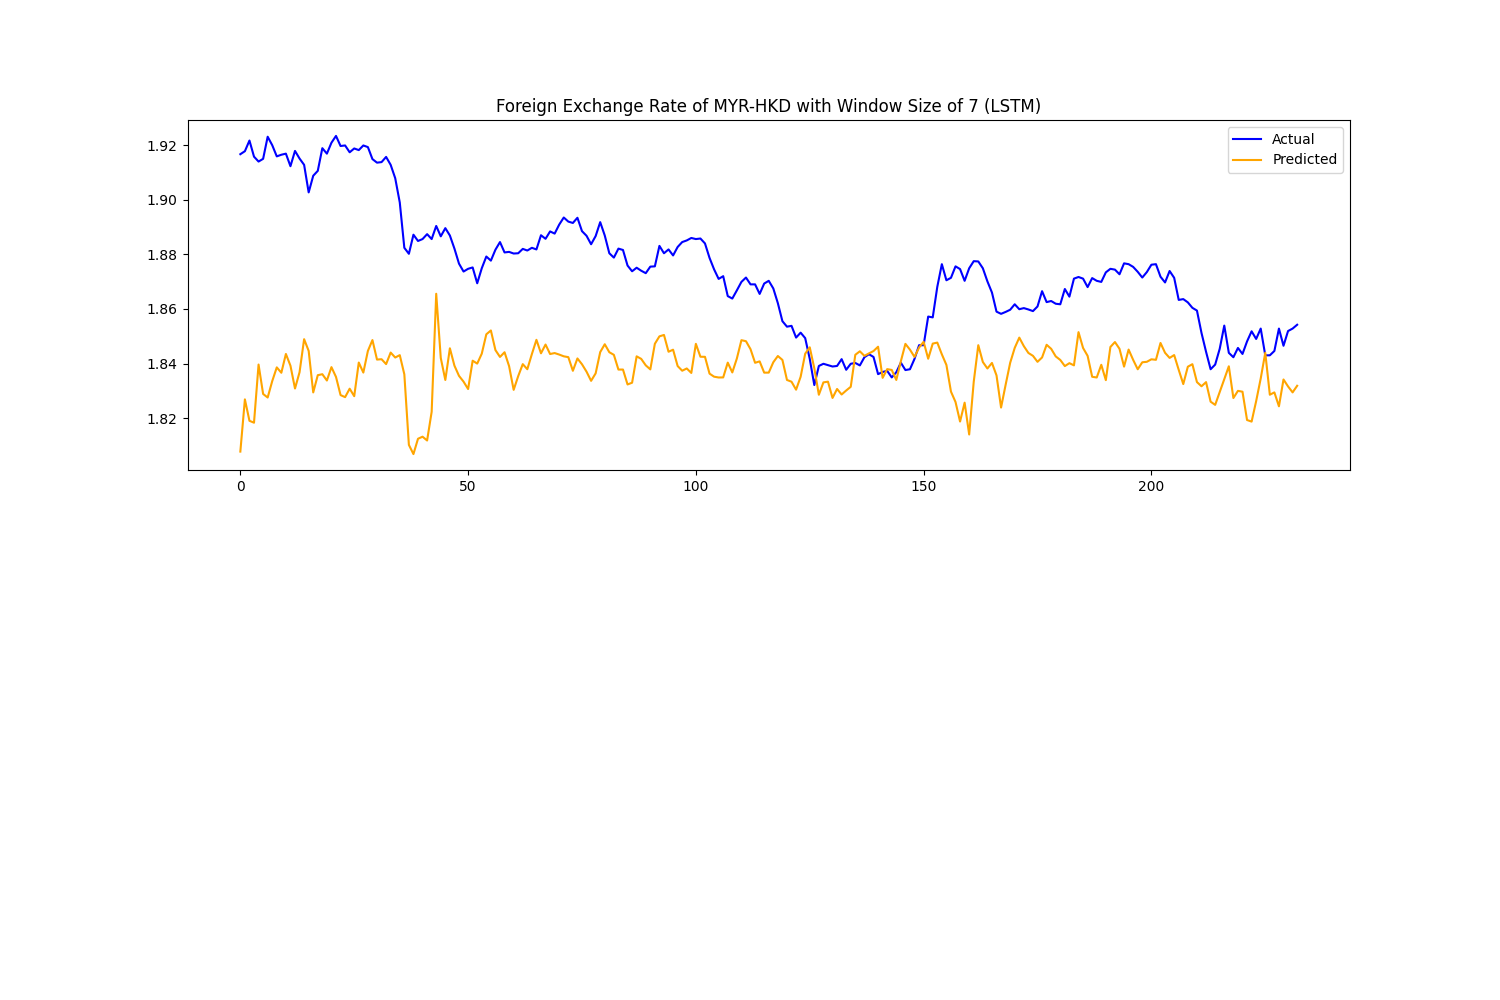 Foreign Exchange Rate of MYR-HKD with Window Size of 7 (LSTM)
Actual
Predicted
1.92
1.90
1.88
1.86
1.84
1.82
0 50 100 150 200